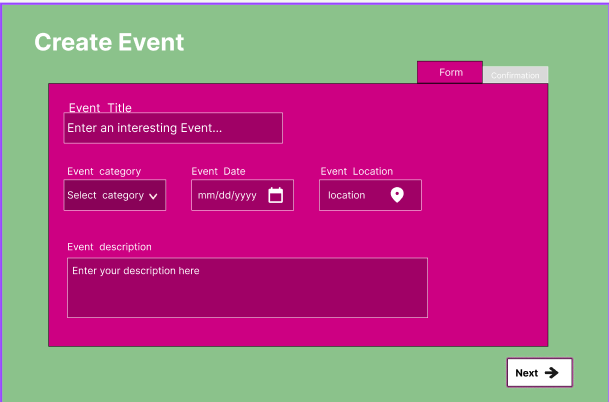 Create Event
Form
Confirmation
Event Title
Enter an interesting Event...
Event category
Event Date
Event Location
Select category
mm/dd/yyyy
location
Event description
Enter your description here
Next